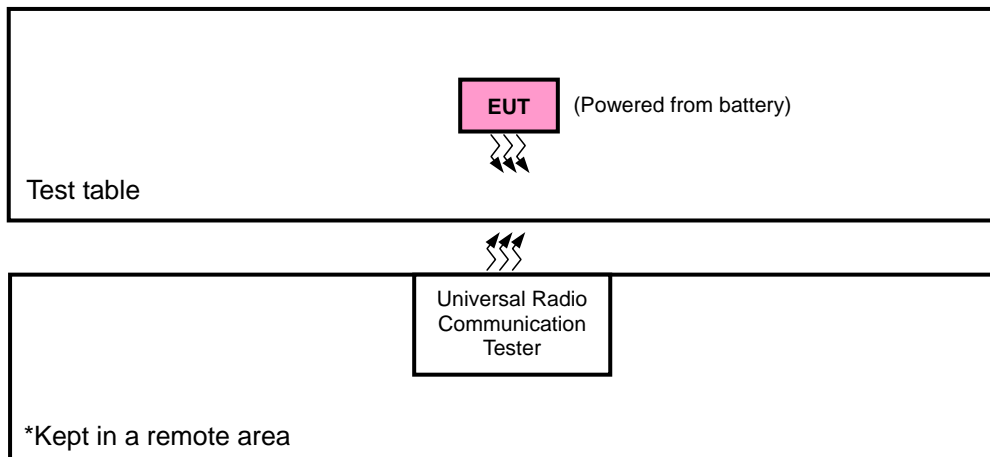 EUT
(Powered from battery)
Test table
Universal Radio
Communication
Tester
*Kept in a remote area